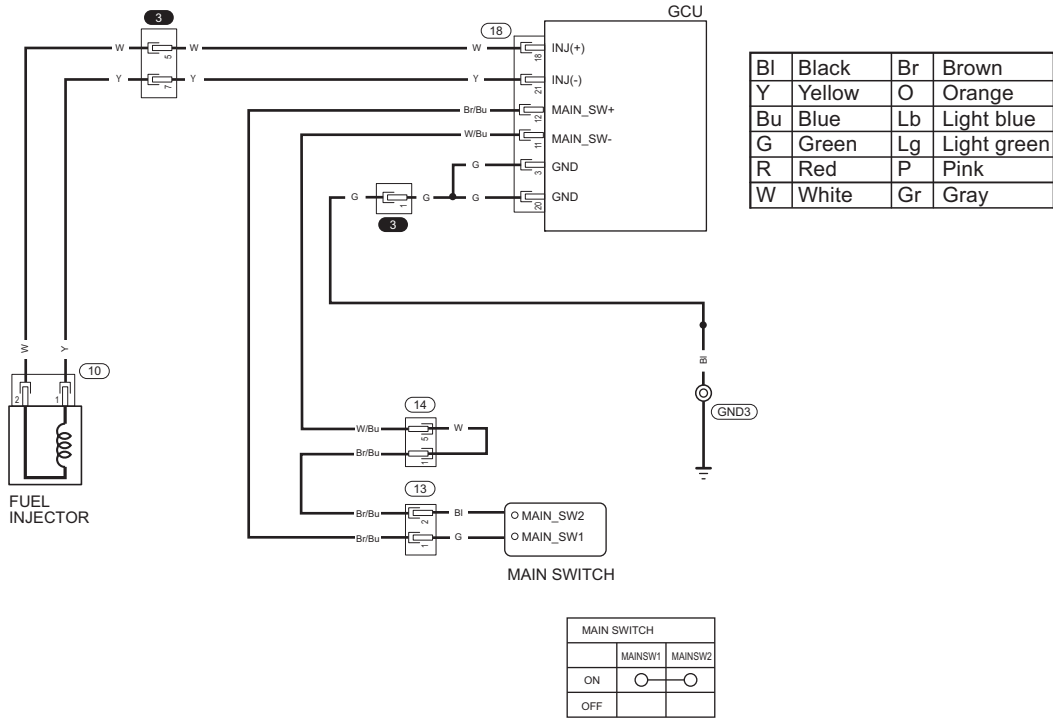 GCU
3
18
W
5
W
W
18
INJ(+)
Y
7
Y
Y
21
INJ(-)
Br/Bu
12
MAIN_SW+
W/Bu
11
MAIN_SW-
G
3
GND
G
1
G
G
20
GND
3
Bl Black Br Brown
Y Yellow O Orange
Bu Blue Lb Light blue
G Green Lg Light green
R Red P Pink
W White Gr Gray
W
Y
10
2
1
FUEL
INJECTOR
Bl
GND3
14
W/Bu
5
W
Br/Bu
1
13
Br/Bu
2
Bl
MAIN_SW2
Br/Bu
1
G
MAIN_SW1
MAIN SWITCH
MAIN SWITCH
MAINSW1 MAINSW2
ON
OFF